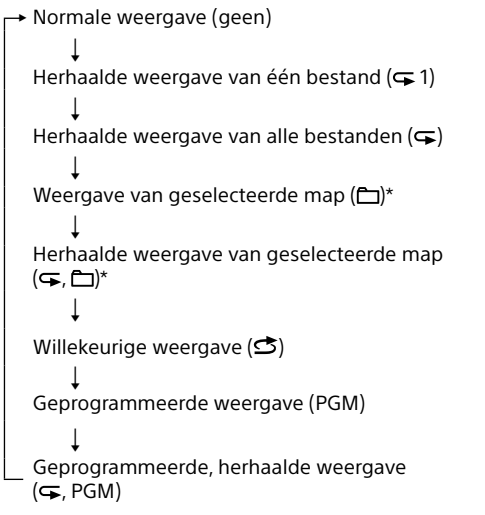 Normale weergave (geen)
Herhaalde weergave van één bestand (1)
Herhaalde weergave van alle bestanden ()
Weergave van geselecteerde map ()*
Herhaalde weergave van geselecteerde map
(, )*
Willekeurige weergave ()
Geprogrammeerde weergave (PGM)
Geprogrammeerde, herhaalde weergave
(, PGM)